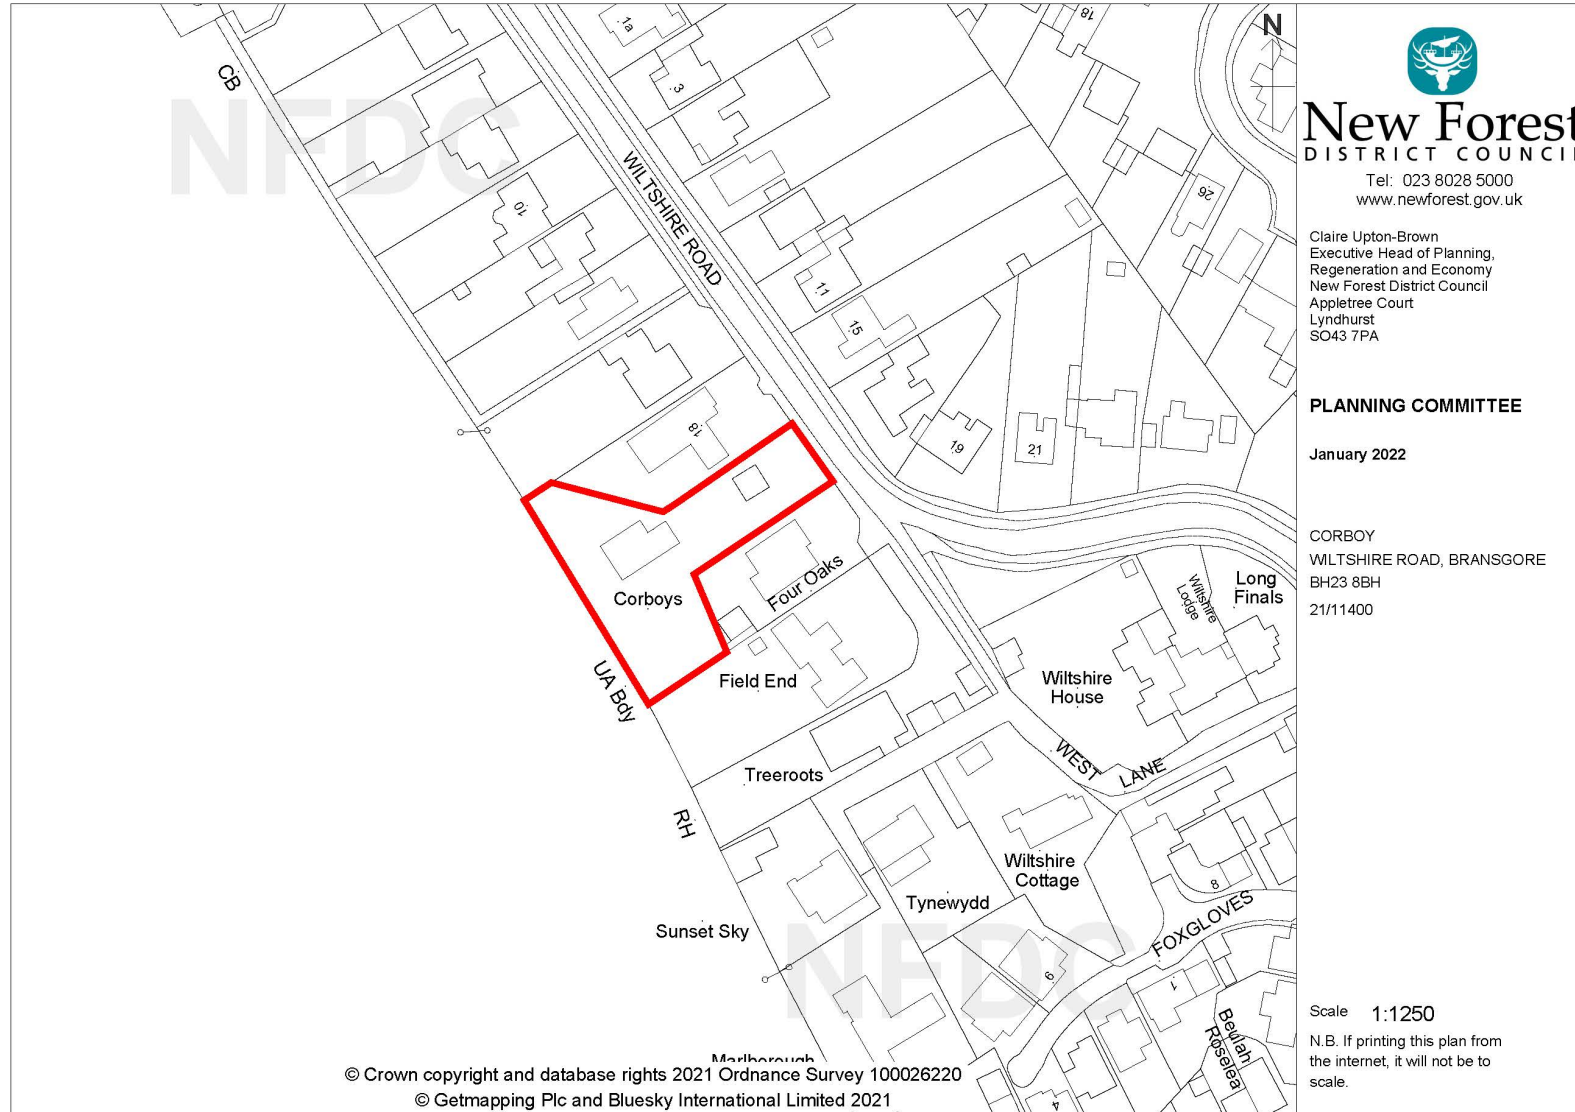 CB
NFDC
1a
3
18
N
WILTSHIRE ROAD
10
26
11
15
18
19
21
Corboys
Four Oaks
Field End
UA Bdy
Wiltshire
Lodge
Long
Finals
Wiltshire
House
WEST LANE
Treeroots
RH
Wiltshire
Cottage
Tynewydd
Sunset Sky
NFDC
8
FOXGLOVES
9
1
Beulah
Roselea
4
Marlborough
© Crown copyright and database rights 2021 Ordnance Survey 100026220
© Getmapping Plc and Bluesky International Limited 2021
New Forest
DISTRICT COUNCIL
Tel: 023 8028 5000
www.newforest.gov.uk
Claire Upton-Brown
Executive Head of Planning,
Regeneration and Economy
New Forest District Council
Appletree Court
Lyndhurst
SO43 7PA
PLANNING COMMITTEE
January 2022
CORBOY
WILTSHIRE ROAD, BRANSGORE
BH23 8BH
21/11400
Scale 1:1250
N.B. If printing this plan from
the internet, it will not be to
scale.